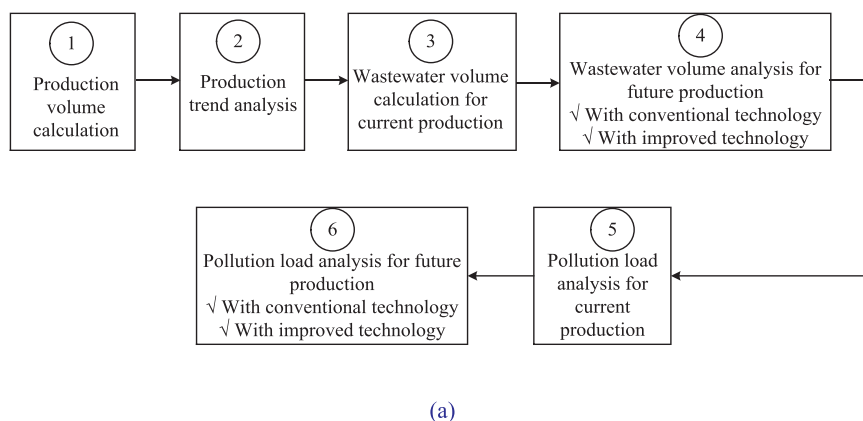 1
Production
volume
calculation
2
Production
trend analysis
3
Wastewater volume
calculation for
current production
4
Wastewater volume analysis for
future production
√ With conventional technology
√ With improved technology
5
Pollution load
analysis for
current
production
6
Pollution load analysis for future
production
√ With conventional technology
√ With improved technology
(a)